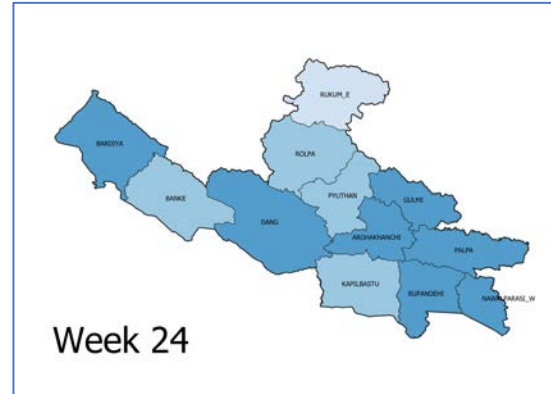 RUKUM_E
ROLPA
BARDIYA
PYUTHAN
BANKE
GULMI
DANG
ARGHAKHANCHI
PALPA
KAPILBASTU
RUPANDEHI
NAWALPARASI_W
Week 24